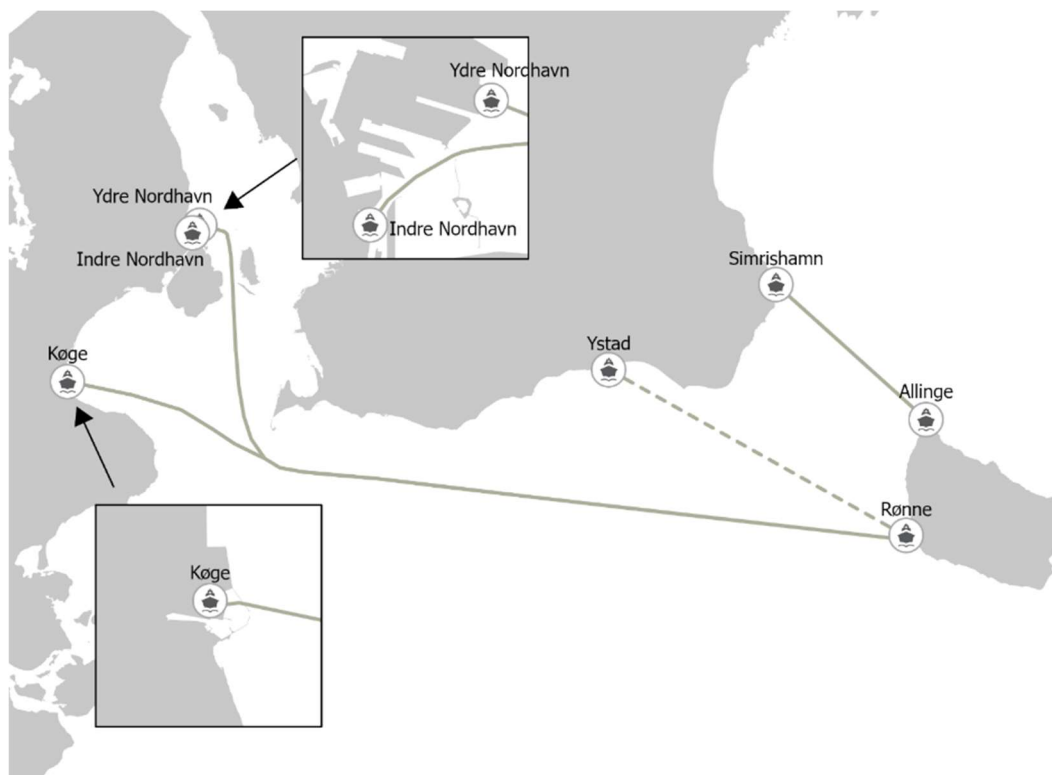 Ydre Nordhavn
Indre Nordhavn
Ydre Nordhavn
Indre Nordhavn
Simrishamn
Ystad
Køge
Allinge
Rønne
Køge